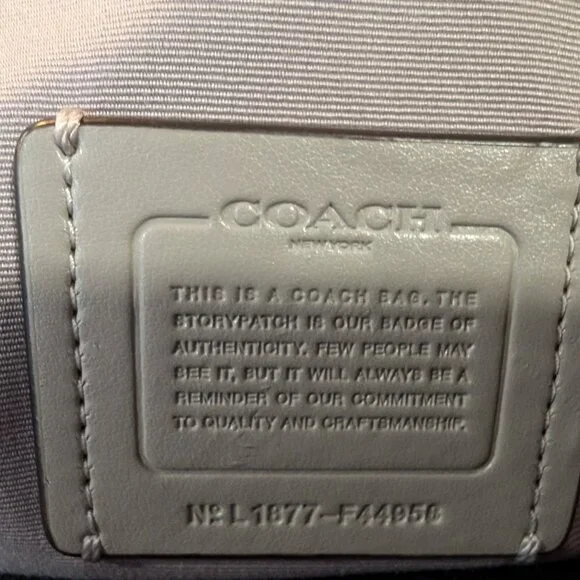 COACH
NEW YORK
THIS IS A COACH BAG. THE
STORYPATCH IS OUR BADGE OF
AUTHENTICITY. FEW PEOPLE MAY
SEE IT, BUT IT WILL ALWAYS BE A
REMINDER OF OUR COMMITMENT
TO QUALITY AND CRAFTSMANSHIP.
Nº L1877-F44958